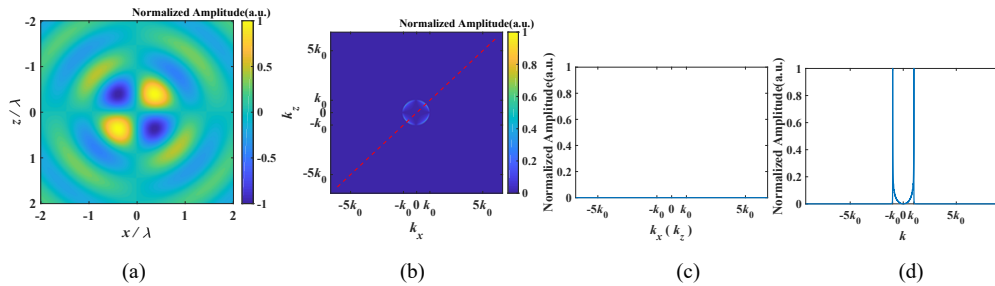 Normalized Amplitude(a.u.)
-2
-1
0
1
2
z / λ
-2
-1
0
1
2
x / λ
1
0.5
0
-0.5
-1
(a)
Normalized Amplitude(a.u.)
5k0
k0
0
-k0
-5k0
kz
-5k0
-k0 0 k0
5k0
kx
1
0.8
0.6
0.4
0.2
0
(b)
Normalized Amplitude(a.u.)
1
0.8
0.6
0.4
0.2
0
-5k0
-k0 0 k0
5k0
kx ( kz )
(c)
Normalized Amplitude(a.u.)
1
0.8
0.6
0.4
0.2
0
-5k0
-k0 0 k0
5k0
k
(d)